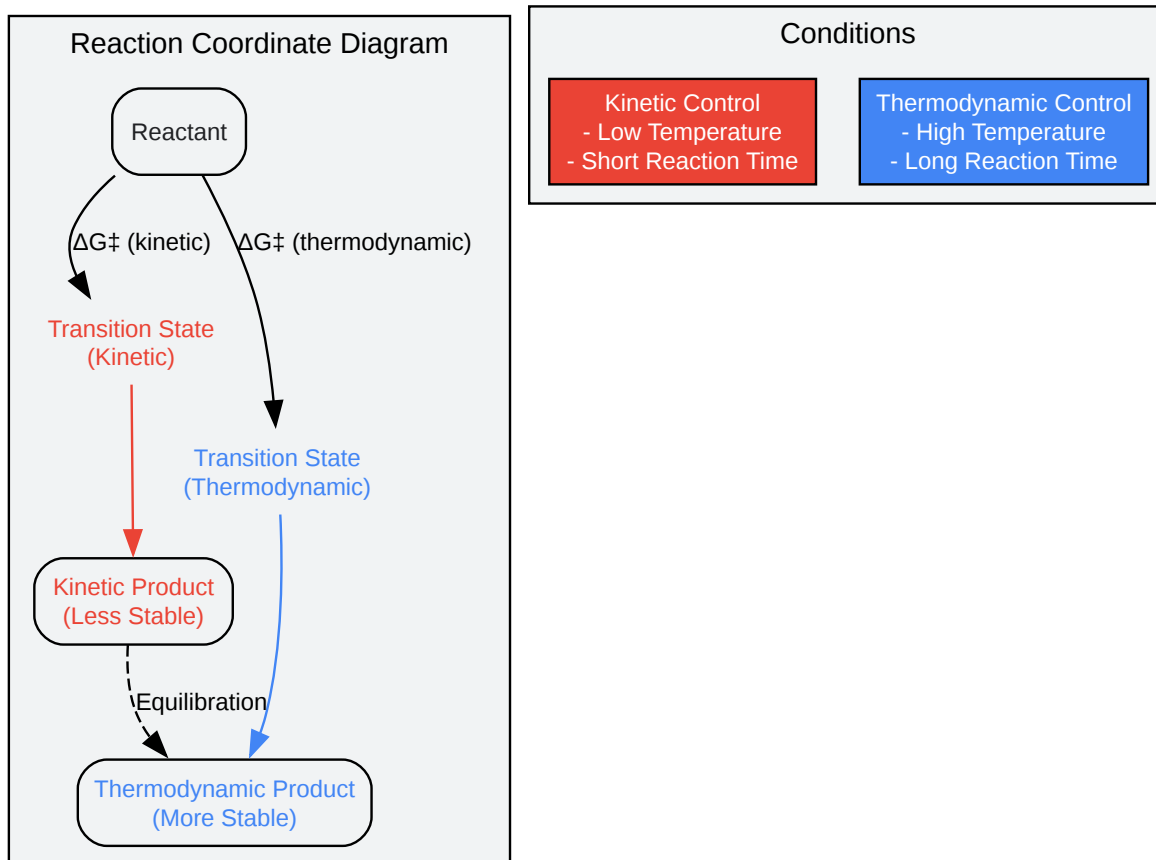 Reaction Coordinate Diagram
Reactant
ΔG‡ (kinetic)
ΔG‡ (thermodynamic)
Transition State
(Kinetic)
Transition State
(Thermodynamic)
Kinetic Product
(Less Stable)
Equilibration
Thermodynamic Product
(More Stable)
Conditions
Kinetic Control
- Low Temperature
- Short Reaction Time
Thermodynamic Control
- High Temperature
- Long Reaction Time